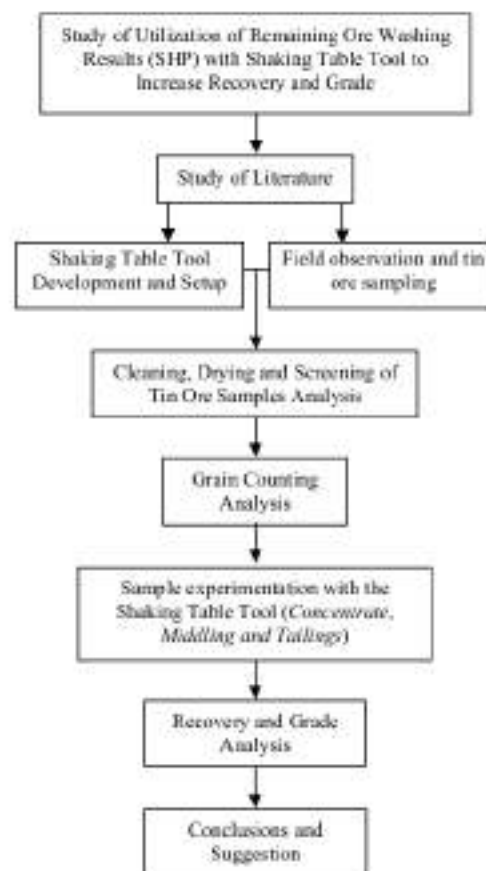 Study of Utilization of Remaining Ore Washing
Results (SHP) with Shaking Table Tool to
Increase Recovery and Grade
Study of Literature
Shaking Table Tool
Development and Setup
Field observation and tin
ore sampling
Cleaning, Drying and Screening of
Tin Ore Samples Analysis
Grain Counting
Analysis
Sample experimentation with the
Shaking Table Tool (Concentrate,
Middling and Tailings)
Recovery and Grade
Analysis
Conclusions and
Suggestion